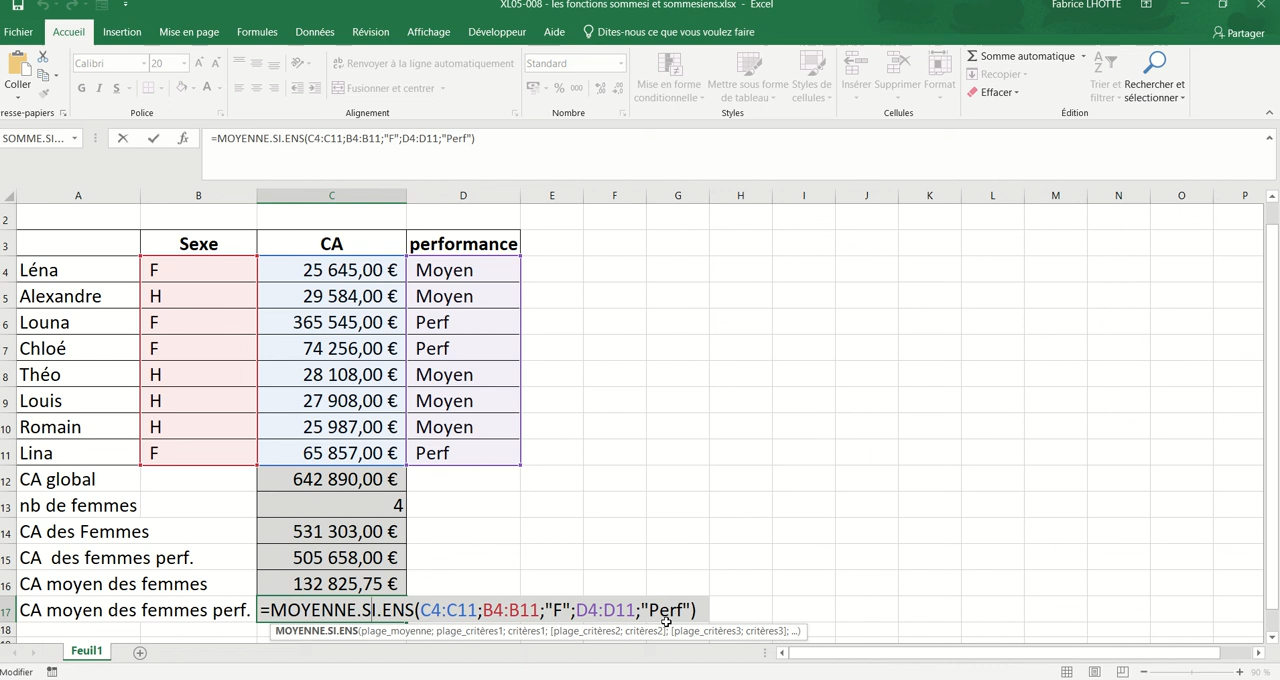 XL05-008 - les fonctions sommesi et sommesiens.xlsx - Excel
Fabrice LHOTTE
Fichier Accueil Insertion Mise en page Formules Données Révision Affichage Développeur Aide Dites-nous ce que vous voulez faire Partager
Coller
Calibri 20
Renvoyer à la ligne automatiquement
Standard
Mise en forme conditionnelle
Mettre sous forme de tableau
Styles de cellules
Insérer Supprimer Format
Somme automatique
Recopier
Effacer
Trier et filtrer
Rechercher et sélectionner
G I S
Fusionner et centrer
% 000
resse-papiers Police Alignement Nombre Styles Cellules Édition
SOMME.SI... fx =MOYENNE.SI.ENS(C4:C11;B4:B11;"F";D4:D11;"Perf")
A B C D E F G H I J K L M N O P
2
3 Sexe CA performance
4 Léna F 25 645,00 € Moyen
5 Alexandre H 29 584,00 € Moyen
6 Louna F 365 545,00 € Perf
7 Chloé F 74 256,00 € Perf
8 Théo H 28 108,00 € Moyen
9 Louis H 27 908,00 € Moyen
10 Romain H 25 987,00 € Moyen
11 Lina F 65 857,00 € Perf
12 CA global 642 890,00 €
13 nb de femmes 4
14 CA des Femmes 531 303,00 €
15 CA des femmes perf. 505 658,00 €
16 CA moyen des femmes 132 825,75 €
17 CA moyen des femmes perf. =MOYENNE.SI.ENS(C4:C11;B4:B11;"F";D4:D11;"Perf")
18 MOYENNE.SI.ENS(plage_moyenne; plage_critères1; critères1; [plage_critères2; critères2]; [plage_critères3; critères3]; ...)
Feuil1
Modifier
90 %